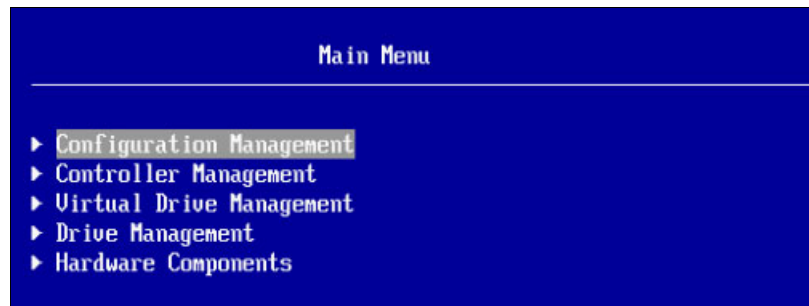 Main Menu
Configuration Management
Controller Management
Virtual Drive Management
Drive Management
Hardware Components